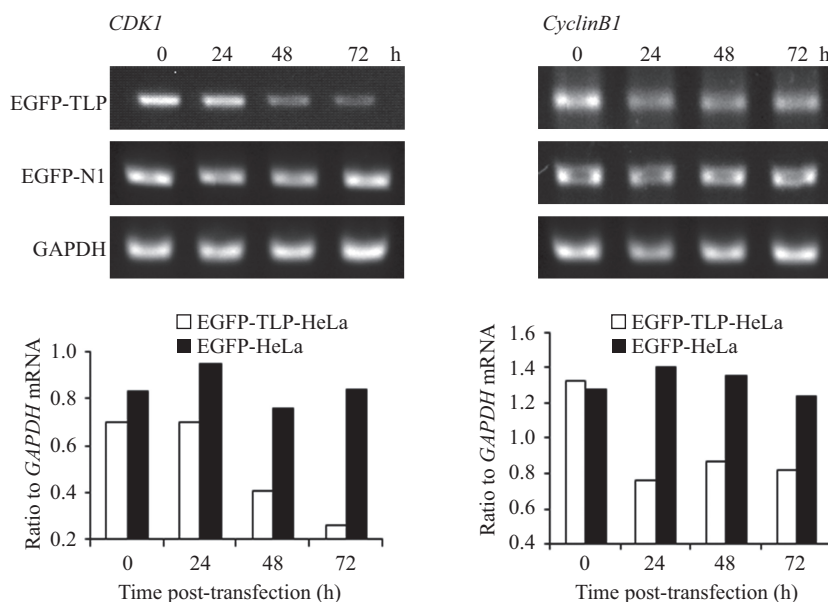 CDK1
0 24 48 72 h
EGFP-TLP
EGFP-N1
GAPDH
CyclinB1
0 24 48 72 h
EGFP-TLP-HeLa
EGFP-HeLa
Ratio to GAPDH mRNA
1.0
0.8
0.6
0.4
0.2
0 24 48 72
Time post-transfection (h)
EGFP-TLP-HeLa
EGFP-HeLa
Ratio to GAPDH mRNA
1.6
1.4
1.2
1.0
0.8
0.6
0.4
0 24 48 72
Time post-transfection (h)